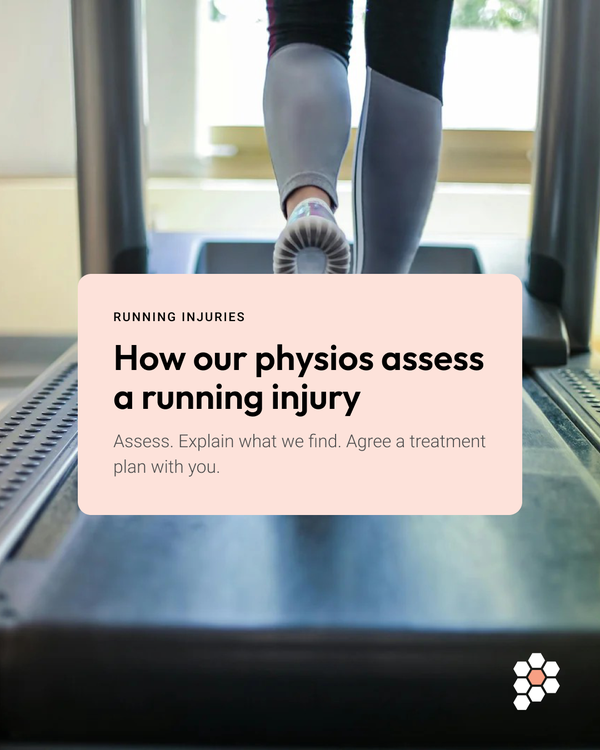 RUNNING INJURIES
How our physios assess
a running injury
Assess. Explain what we find. Agree a treatment
plan with you.